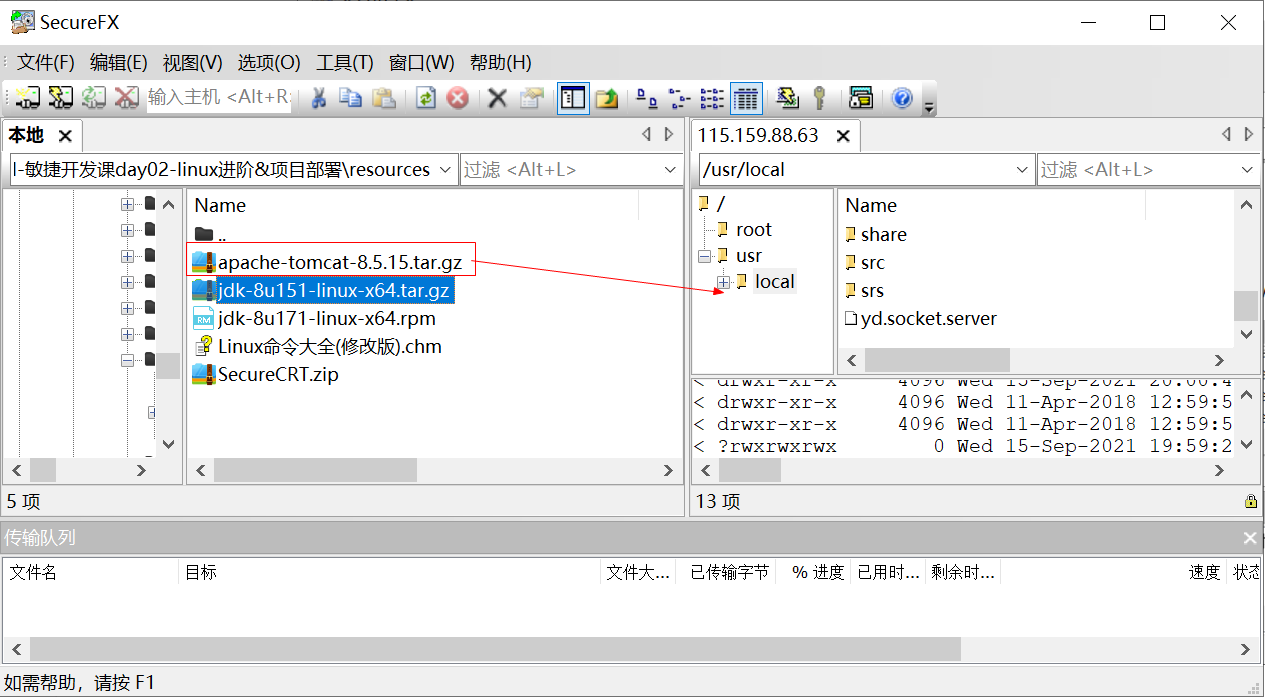 SecureFX
文件(F) 编辑(E) 视图(V) 选项(O) 工具(T) 窗口(W) 帮助(H)
输入主机 <Alt+R>
本地
l-敏捷开发课day02-linux进阶&项目部署\resources 过滤 <Alt+L>
Name
..
apache-tomcat-8.5.15.tar.gz
jdk-8u151-linux-x64.tar.gz
jdk-8u171-linux-x64.rpm
Linux命令大全(修改版).chm
SecureCRT.zip
5 项
115.159.88.63
/usr/local 过滤 <Alt+L>
/
root
usr
local
Name
share
src
srs
yd.socket.server
< drwxr-xr-x 4096 Wed 15-Sep-2021 20:00:4
< drwxr-xr-x 4096 Wed 11-Apr-2018 12:59:5
< drwxr-xr-x 4096 Wed 11-Apr-2018 12:59:5
< ?rwxrwxrwx 0 Wed 15-Sep-2021 19:59:2
13 项
传输队列
文件名 目标 文件大... 已传输字节 % 进度 已用时... 剩余时... 速度 状态
如需帮助，请按 F1